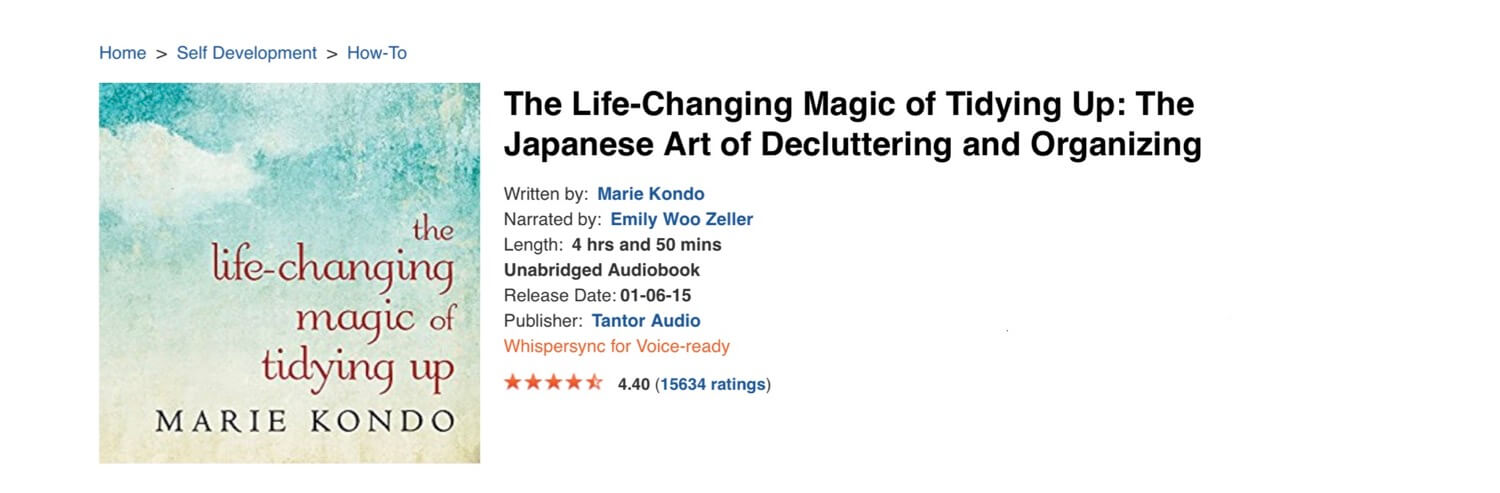 Home > Self Development > How-To
the
life-changing
magic of
tidying up
MARIE KONDO
The Life-Changing Magic of Tidying Up: The
Japanese Art of Decluttering and Organizing
Written by: Marie Kondo
Narrated by: Emily Woo Zeller
Length: 4 hrs and 50 mins
Unabridged Audiobook
Release Date: 01-06-15
Publisher: Tantor Audio
Whispersync for Voice-ready
4.40 (15634 ratings)